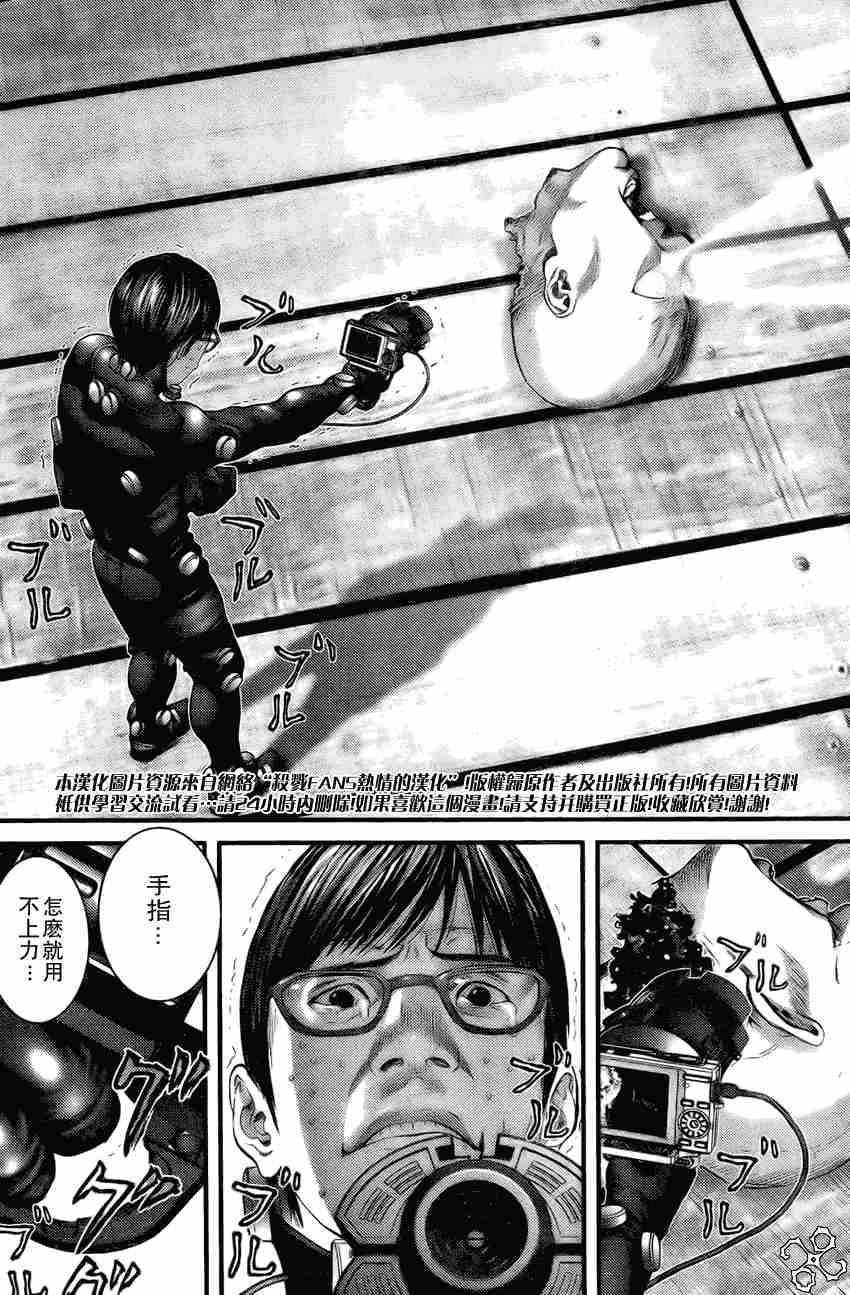 ブル
ブル
ブル
ブル
本漢化圖片資源來自網絡“殺戮FANS熱情的漢化”!版權歸原作者及出版社所有!所有圖片資料
祇供學習交流試看…請24小時內刪除!如果喜歡這個漫畫!請支持并購買正版!收藏欣賞!謝謝!
ブル
ブル
ブル
ブル
手指…
怎麼就用
不上力…
グッ
グッ